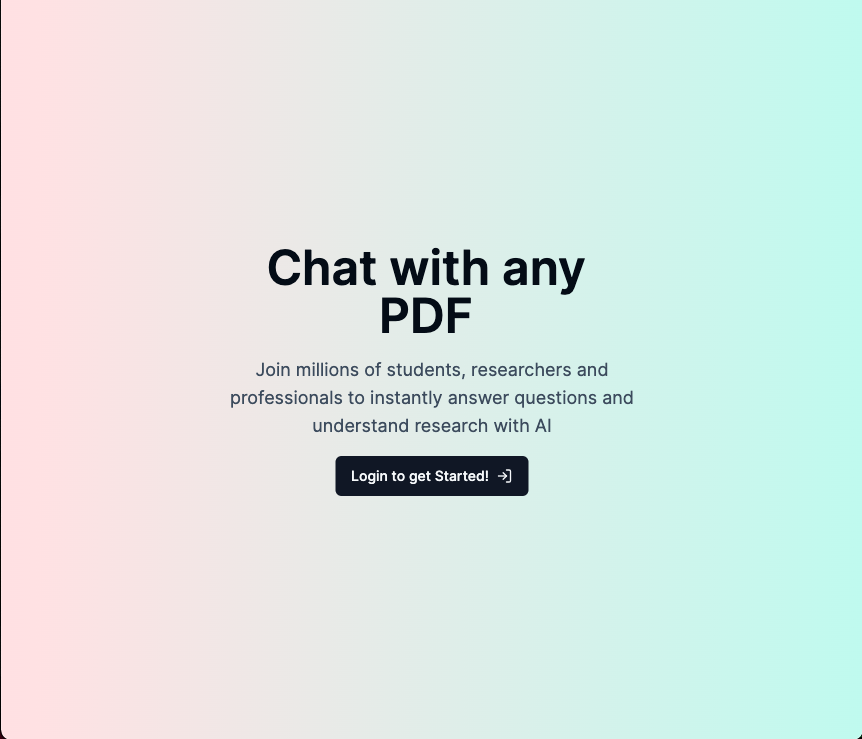 Chat with any
PDF
Join millions of students, researchers and
professionals to instantly answer questions and
understand research with AI
Login to get Started!